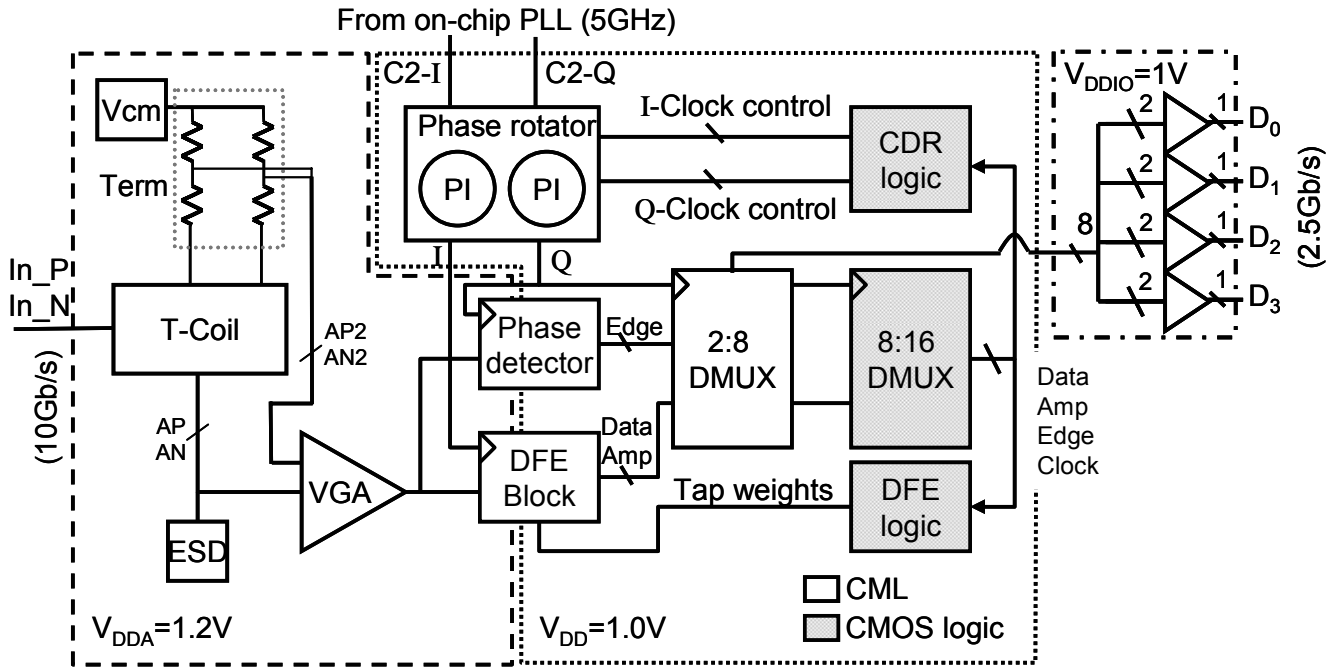 From on-chip PLL (5GHz)
C2-I
C2-Q
V_DDIO=1V
Vcm
Phase rotator
PI
PI
I-Clock control
CDR
logic
Q-Clock control
Term
I
Q
2
1
D_0
2
1
D_1
8
2
1
D_2
2
1
D_3
(2.5Gb/s)
In_P
In_N
(10Gb/s)
T-Coil
AP2
AN2
Phase
detector
Edge
2:8
DMUX
8:16
DMUX
Data
Amp
Edge
Clock
AP
AN
VGA
DFE
Block
Data
Amp
Tap weights
DFE
logic
ESD
CML
CMOS logic
V_DDA=1.2V
V_DD=1.0V